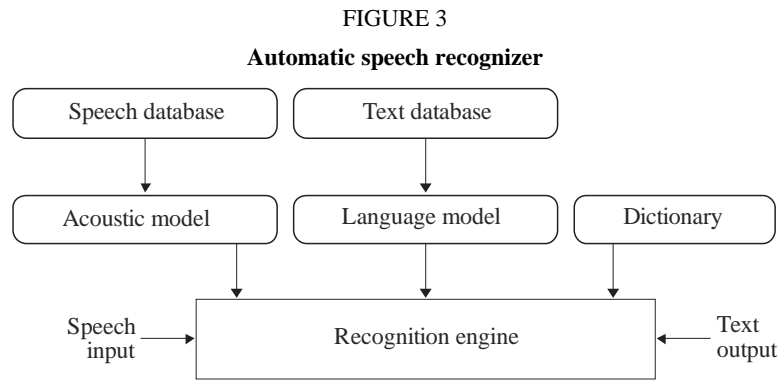 FIGURE 3
Automatic speech recognizer
Speech database
Text database
Acoustic model
Language model
Dictionary
Speech
input
Recognition engine
Text
output